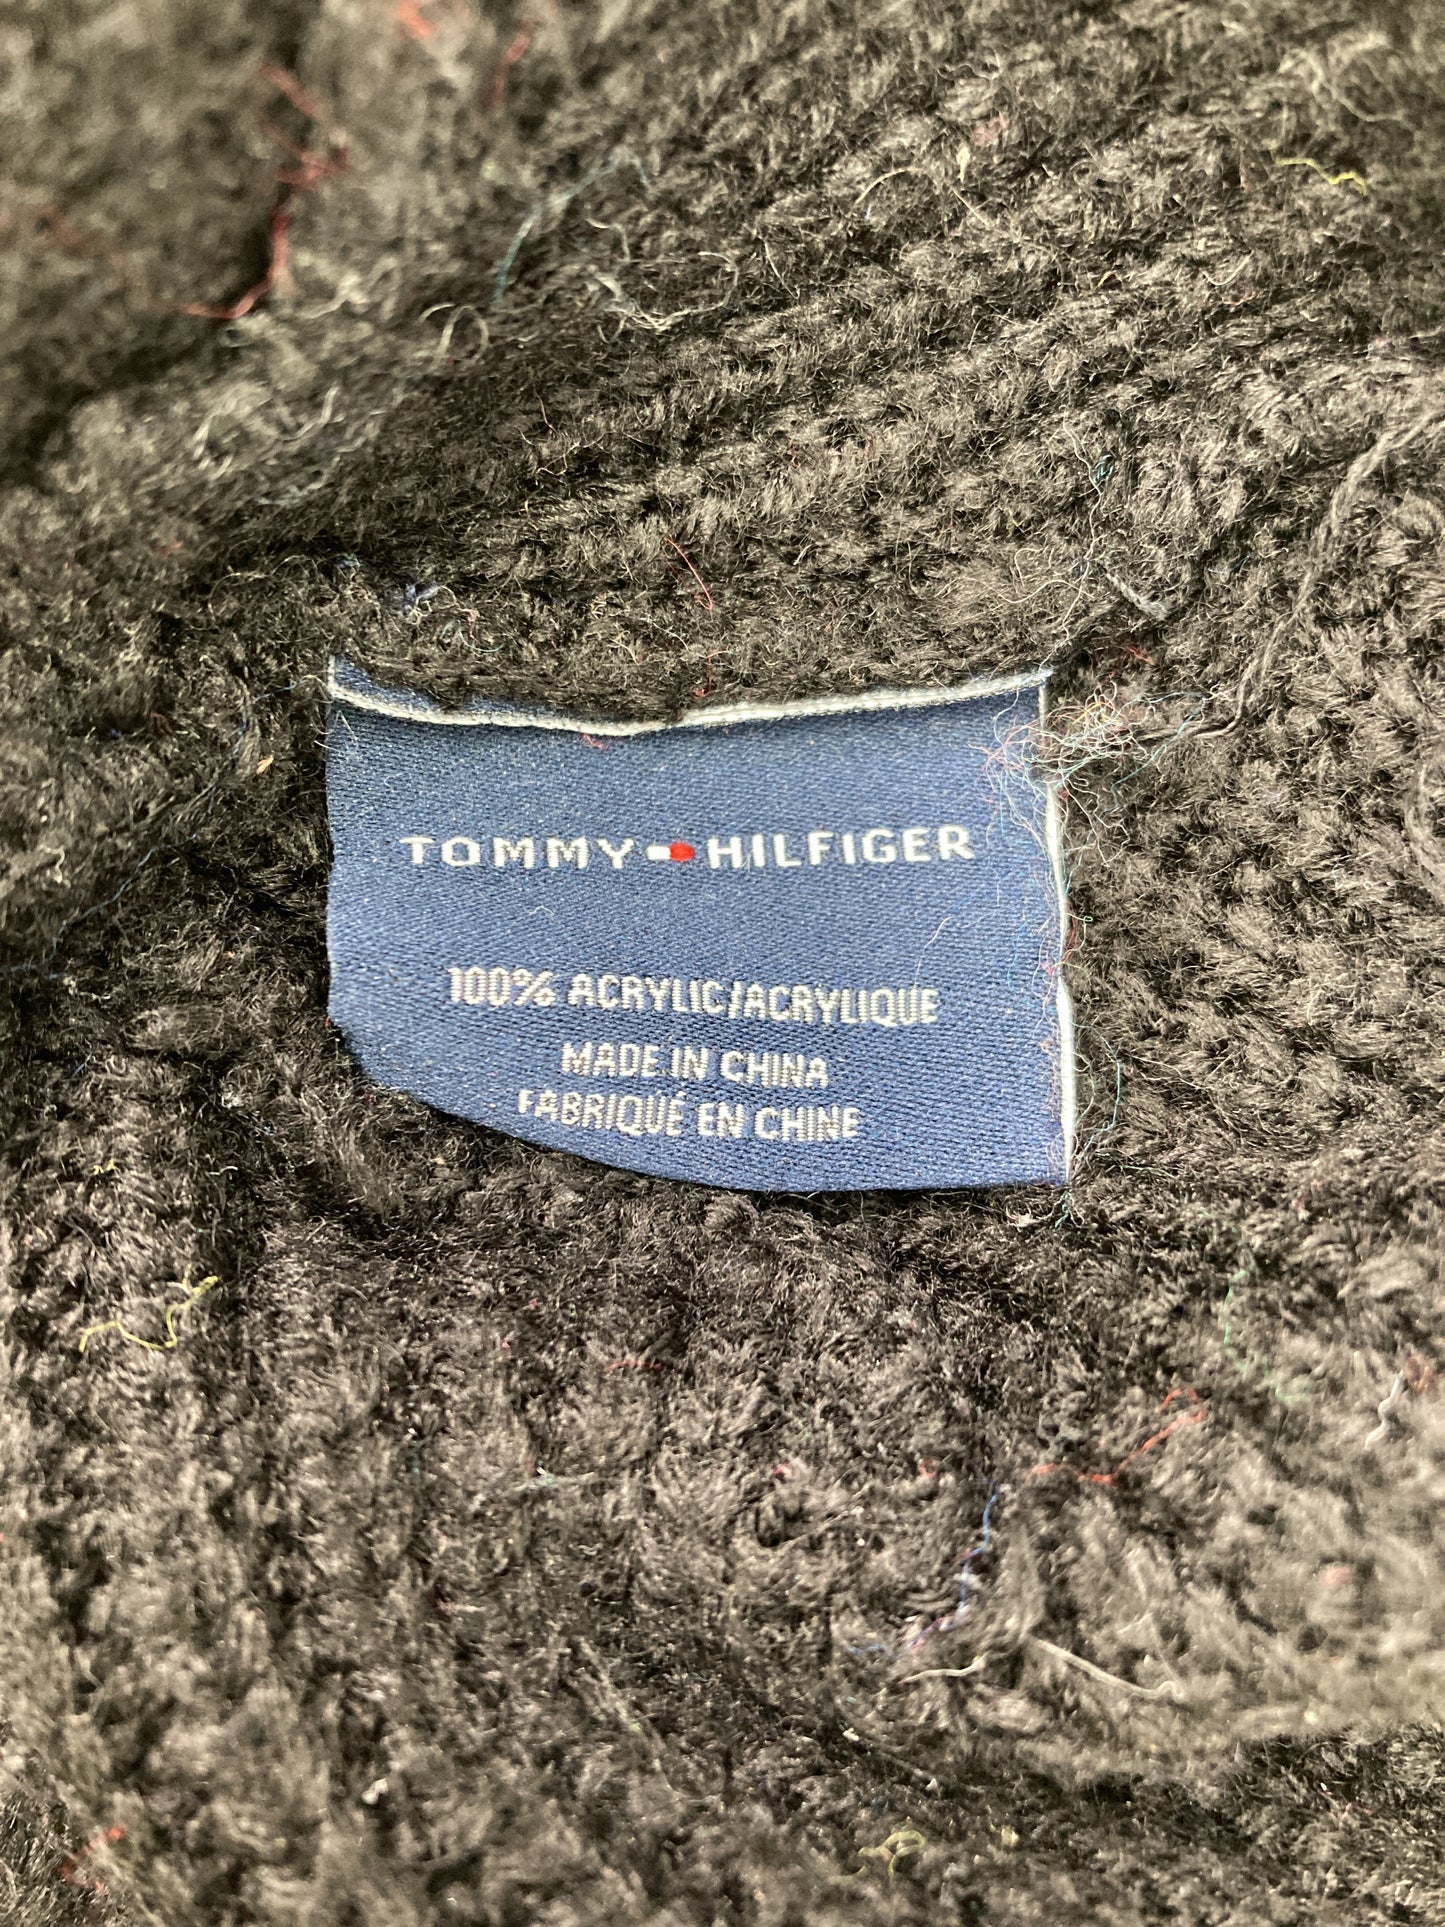 TOMMY HILFIGER
100% ACRYLIC/ACRYLIQUE
MADE IN CHINA
FABRIQUÉ EN CHINE